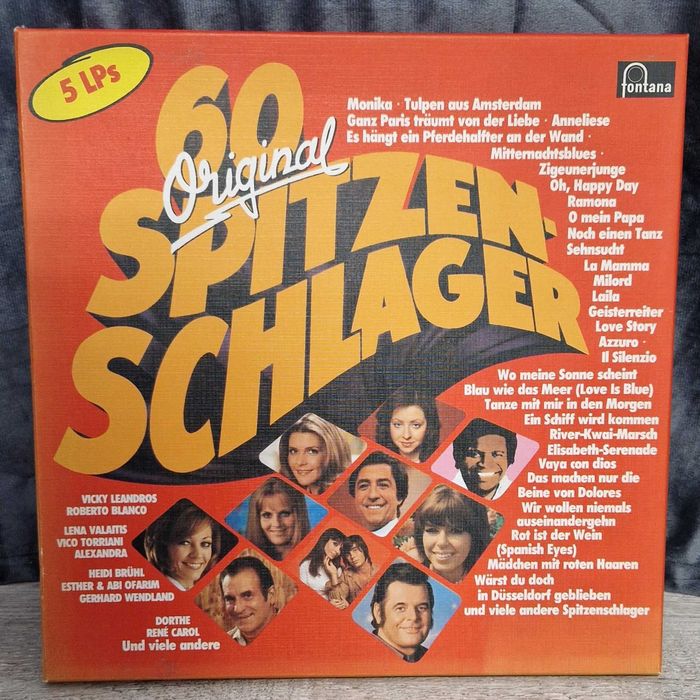 5 LPs
fontana
60
Original
SPITZEN-
SCHLAGER
Monika · Tulpen aus Amsterdam
Ganz Paris träumt von der Liebe · Anneliese
Es hängt ein Pferdehalfter an der Wand ·
Mitternachtsblues ·
Zigeunerjunge
Oh, Happy Day
Ramona
O mein Papa
Noch einen Tanz
Sehnsucht
La Mamma
Milord
Laila
Geisterreiter
Love Story
Azzuro ·
Il Silenzio
Wo meine Sonne scheint
Blau wie das Meer (Love Is Blue)
Tanze mit mir in den Morgen
Ein Schiff wird kommen
River-Kwai-Marsch
Elisabeth-Serenade
Vaya con dios
Das machen nur die
Beine von Dolores
Wir wollen niemals
auseinandergehn
Rot ist der Wein
(Spanish Eyes)
Mädchen mit roten Haaren
Wärst du doch
in Düsseldorf geblieben
und viele andere Spitzenschlager
VICKY LEANDROS
ROBERTO BLANCO
LENA VALAITIS
VICO TORRIANI
ALEXANDRA
HEIDI BRÜHL
ESTHER & ABI OFARIM
GERHARD WENDLAND
DORTHE
RENÉ CAROL
Und viele andere